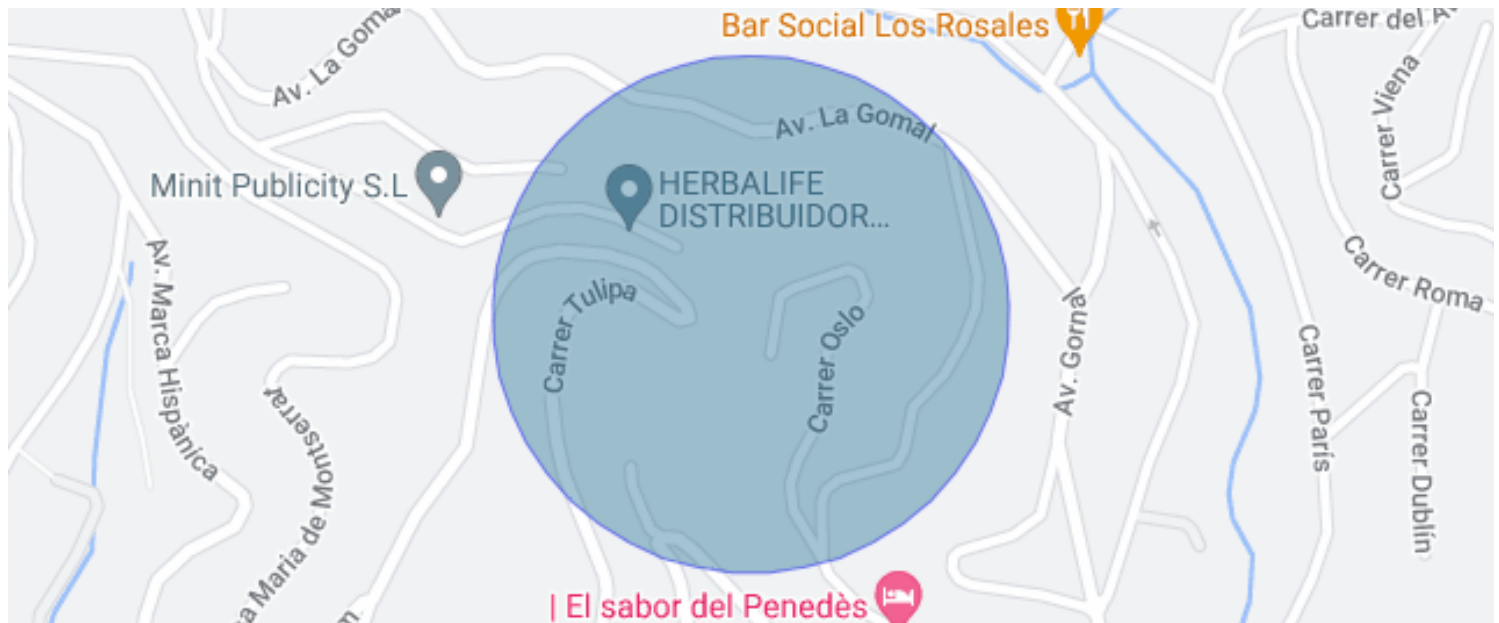 Bar Social Los Rosales
Carrer del A
Av. La Gomal
Carrer Viena
Av. La Gomal
Minit Publicity S.L
HERBALIFE
DISTRIBUIDOR...
Av. Marca Hispànica
Carrer Tulipa
Carrer Oslo
Av. Gornal
Carrer Roma
Carrer París
Carrer Dublín
sa Maria de Montserrat
| El sabor del Penedès